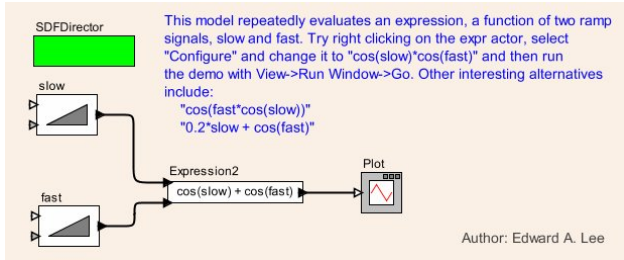 SDFDirector
This model repeatedly evaluates an expression, a function of two ramp
signals, slow and fast. Try right clicking on the expr actor, select
"Configure" and change it to "cos(slow)*cos(fast)" and then run
the demo with View->Run Window->Go. Other interesting alternatives
include:
"cos(fast*cos(slow))"
"0.2*slow + cos(fast)"
slow
Expression2
cos(slow) + cos(fast)
Plot
fast
Author: Edward A. Lee